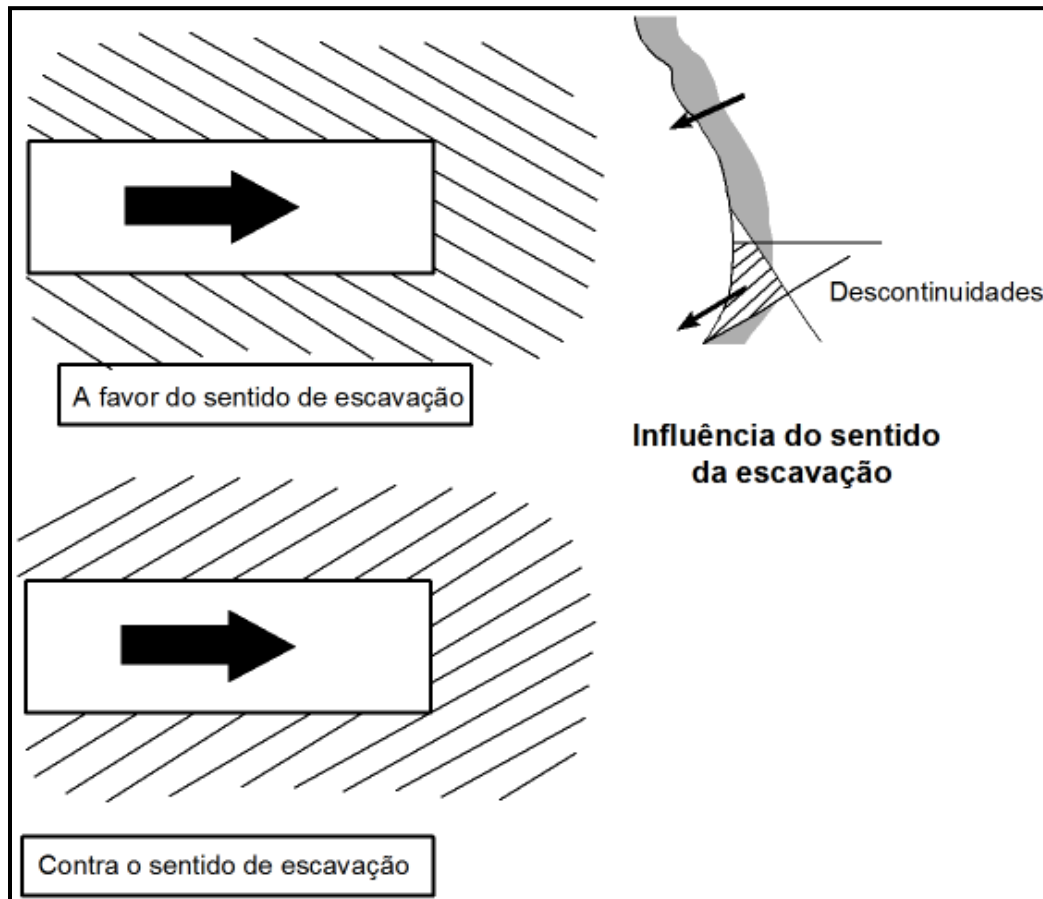 Descontinuidades
A favor do sentido de escavação
Influência do sentido
da escavação
Contra o sentido de escavação